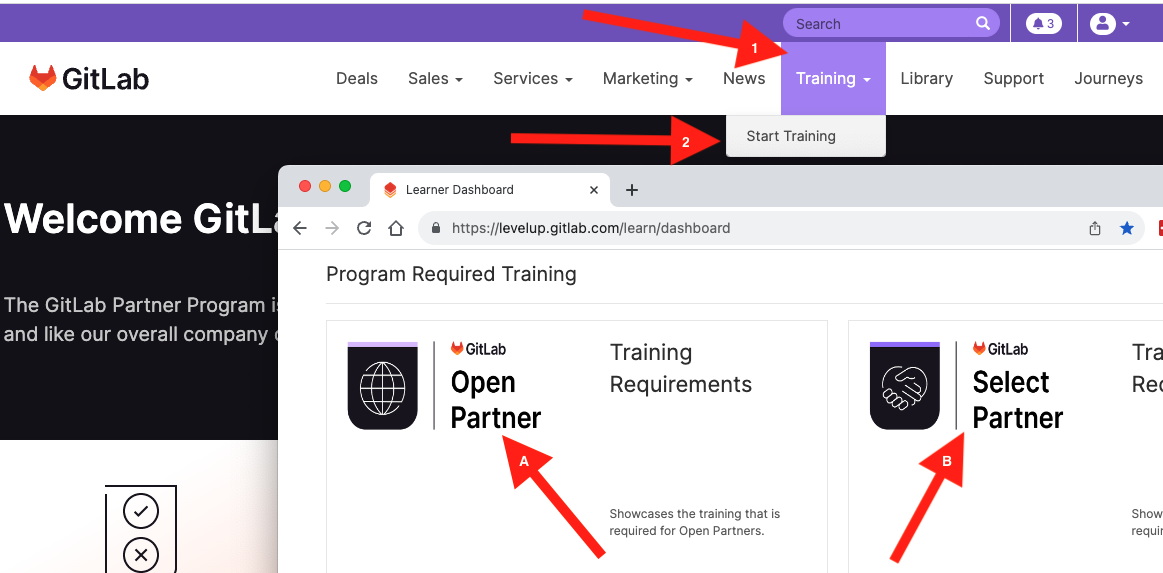 Search
3
1
GitLab
Deals
Sales
Services
Marketing
News
Training
Library
Support
Journeys
2
Start Training
Welcome GitLa
Learner Dashboard
https://levelup.gitlab.com/learn/dashboard
The GitLab Partner Program is
and like our overall company
Program Required Training
GitLab
Open
Partner
Training
Requirements
A
Showcases the training that is
required for Open Partners.
GitLab
Select
Partner
Tra
Rec
B
Show
requir